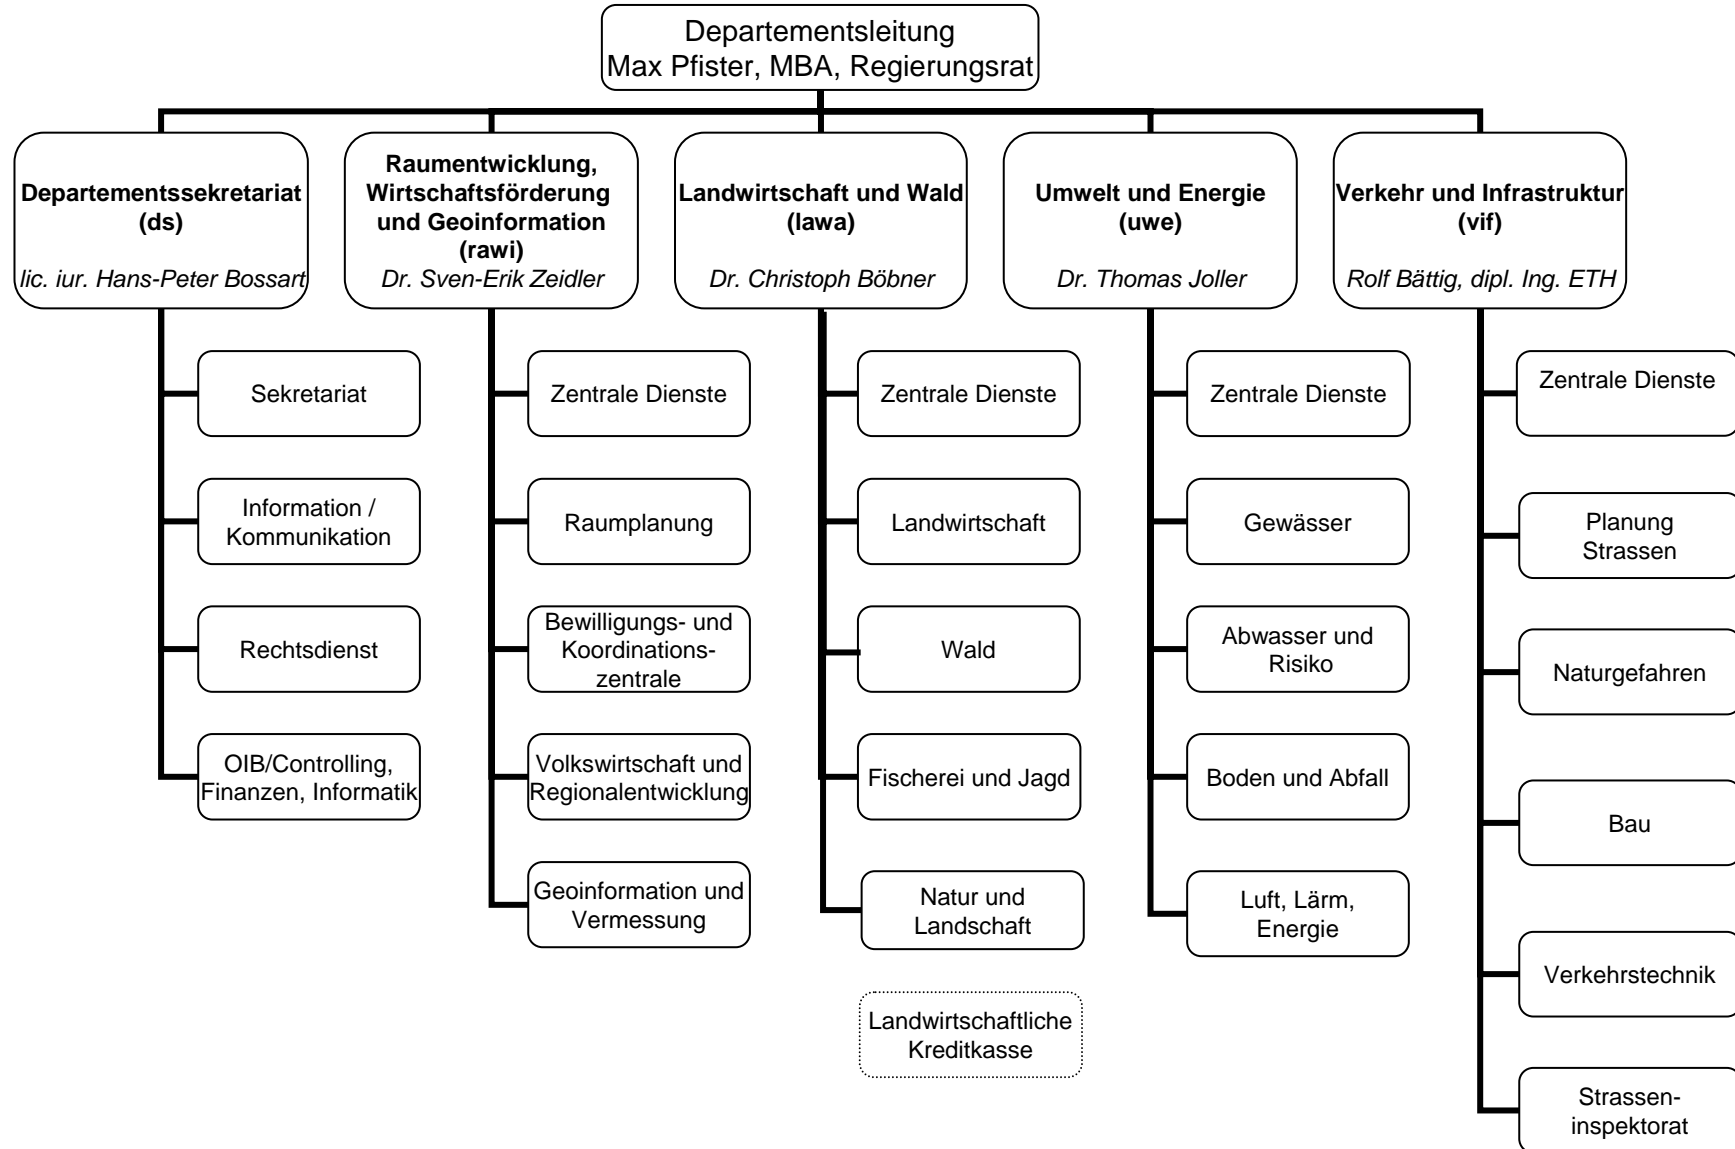 Departementsleitung
Max Pfister, MBA, Regierungsrat
Departementssekretariat
(ds)
lic. iur. Hans-Peter Bossart
Raumentwicklung,
Wirtschaftsförderung
und Geoinformation
(rawi)
Dr. Sven-Erik Zeidler
Landwirtschaft und Wald
(lawa)
Dr. Christoph Böbner
Umwelt und Energie
(uwe)
Dr. Thomas Joller
Verkehr und Infrastruktur
(vif)
Rolf Bättig, dipl. Ing. ETH
Sekretariat
Information /
Kommunikation
Rechtsdienst
OIB/Controlling,
Finanzen, Informatik
Zentrale Dienste
Raumplanung
Bewilligungs- und
Koordinations-
zentrale
Volkswirtschaft und
Regionalentwicklung
Geoinformation und
Vermessung
Zentrale Dienste
Landwirtschaft
Wald
Fischerei und Jagd
Natur und
Landschaft
Landwirtschaftliche
Kreditkasse
Zentrale Dienste
Gewässer
Abwasser und
Risiko
Boden und Abfall
Luft, Lärm,
Energie
Zentrale Dienste
Planung
Strassen
Naturgefahren
Bau
Verkehrstechnik
Strassen-
inspektorat